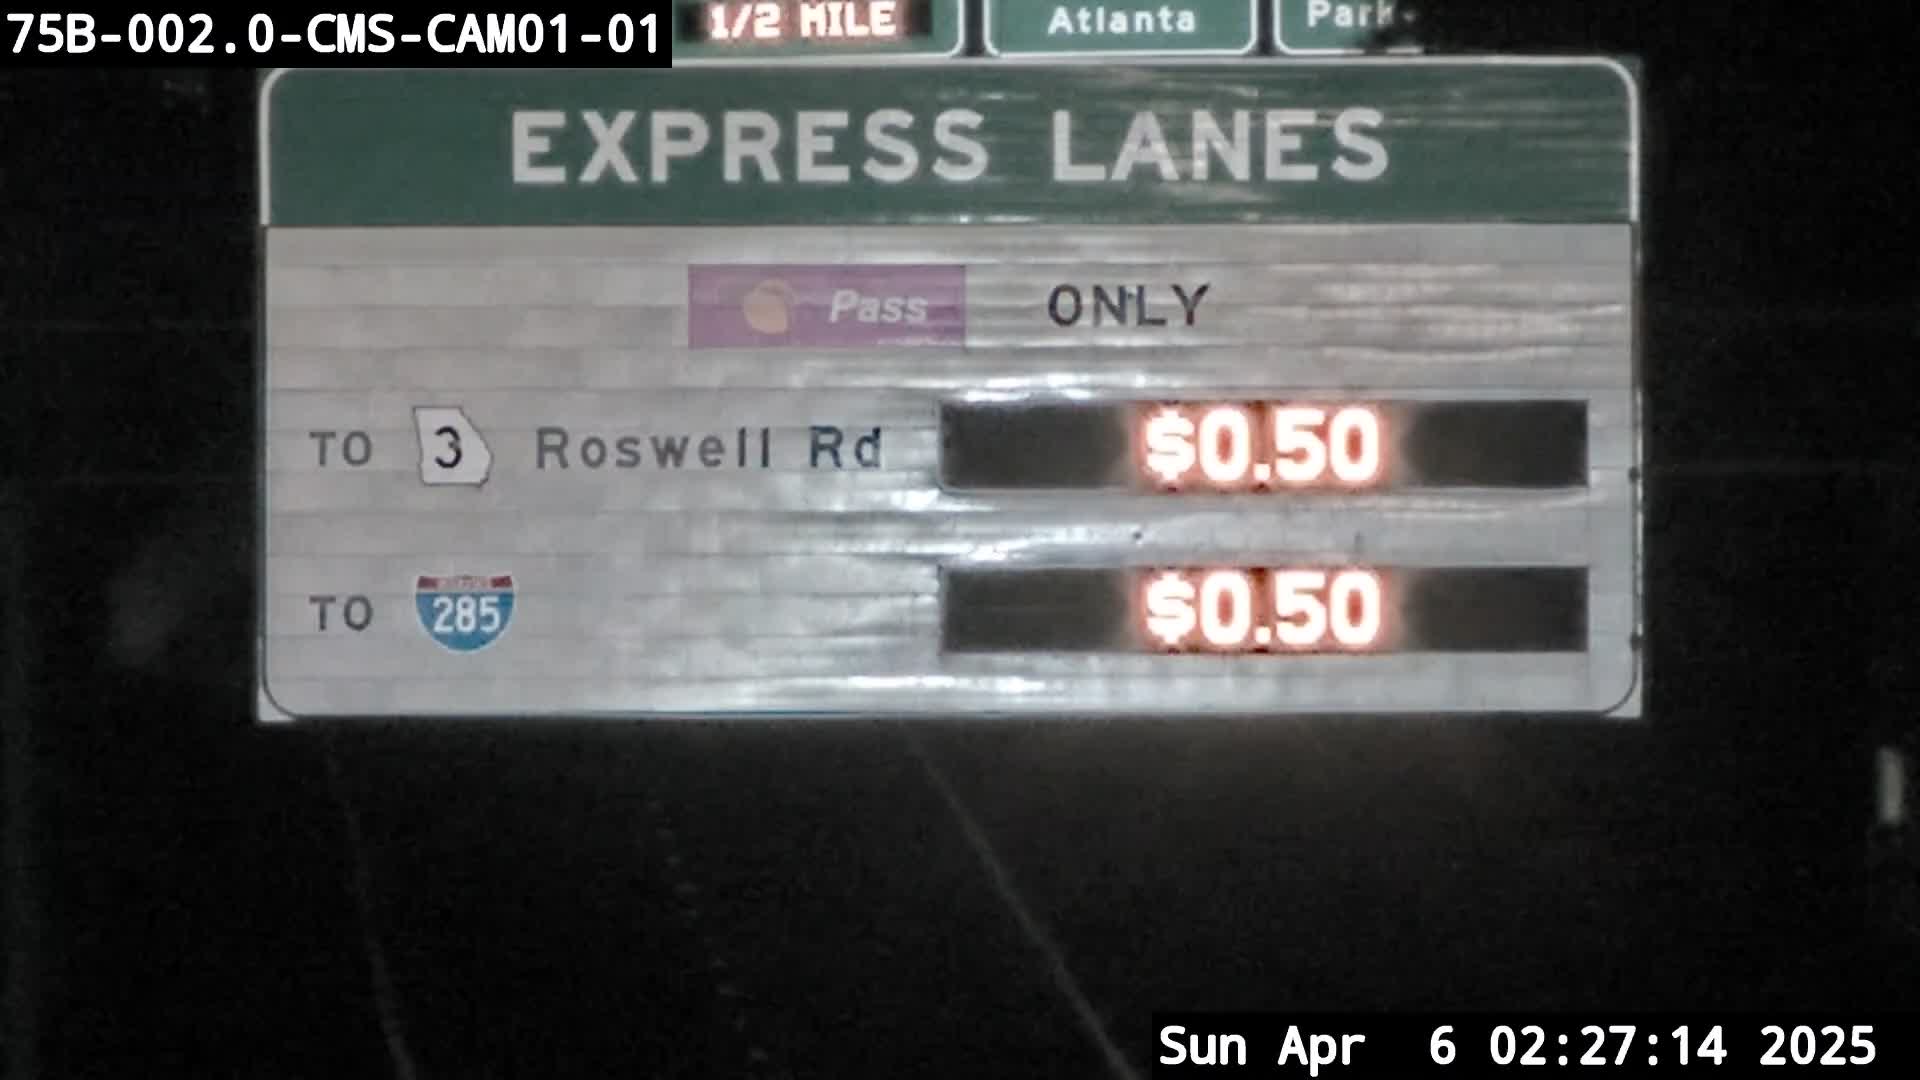 75B-002.0-CMS-CAM01-01
1/2 MILE
Atlanta
Park
EXPRESS LANES
Pass ONLY
TO 3 Roswell Rd $0.50
TO 285 $0.50
Sun Apr 6 02:27:14 2025